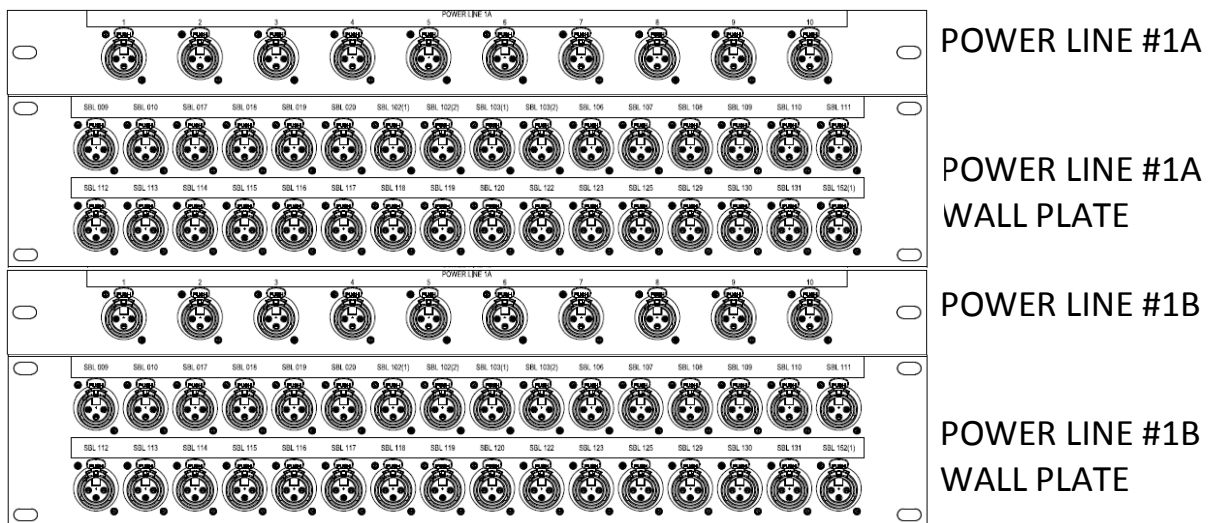 POWER LINE 1A
1 2 3 4 5 6 7 8 9 10
POWER LINE #1A
SBL 009 SBL 010 SBL 017 SBL 018 SBL 019 SBL 020 SBL 102(1) SBL 102(2) SBL 103(1) SBL 103(2) SBL 106 SBL 107 SBL 108 SBL 109 SBL 110 SBL 111
SBL 112 SBL 113 SBL 114 SBL 115 SBL 116 SBL 117 SBL 118 SBL 119 SBL 120 SBL 122 SBL 123 SBL 125 SBL 129 SBL 130 SBL 131 SBL 152(1)
POWER LINE #1A
WALL PLATE
POWER LINE 1A
1 2 3 4 5 6 7 8 9 10
POWER LINE #1B
SBL 009 SBL 010 SBL 017 SBL 018 SBL 019 SBL 020 SBL 102(1) SBL 102(2) SBL 103(1) SBL 103(2) SBL 106 SBL 107 SBL 108 SBL 109 SBL 110 SBL 111
SBL 112 SBL 113 SBL 114 SBL 115 SBL 116 SBL 117 SBL 118 SBL 119 SBL 120 SBL 122 SBL 123 SBL 125 SBL 129 SBL 130 SBL 131 SBL 152(1)
POWER LINE #1B
WALL PLATE